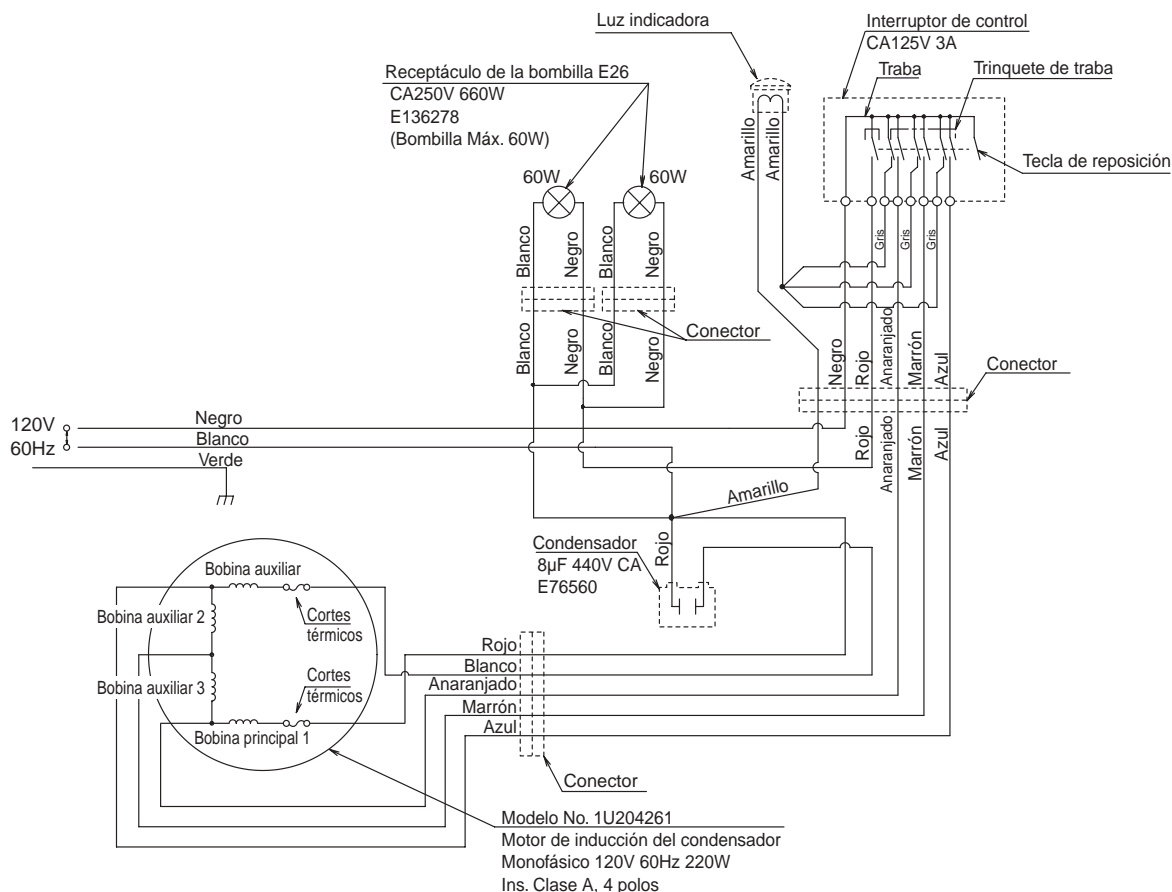 Luz indicadora
Interruptor de control
CA125V 3A
Traba
Trinquete de traba
Tecla de reposición
Receptáculo de la bombilla E26
CA250V 660W
E136278
(Bombilla Máx. 60W)
Amarillo
Amarillo
60W
60W
Gris
Gris
Gris
Blanco
Negro
Blanco
Negro
Conector
Blanco
Negro
Blanco
Negro
Negro
Rojo
Anaranjado
Marrón
Azul
Conector
120V
60Hz
Negro
Blanco
Verde
Rojo
Anaranjado
Marrón
Azul
Amarillo
Rojo
Condensador
8µF 440V CA
E76560
Bobina auxiliar
Bobina auxiliar 2
Cortes
térmicos
Bobina auxiliar 3
Cortes
térmicos
Bobina principal 1
Rojo
Blanco
Anaranjado
Marrón
Azul
Conector
Modelo No. 1U204261
Motor de inducción del condensador
Monofásico 120V 60Hz 220W
Ins. Clase A, 4 polos